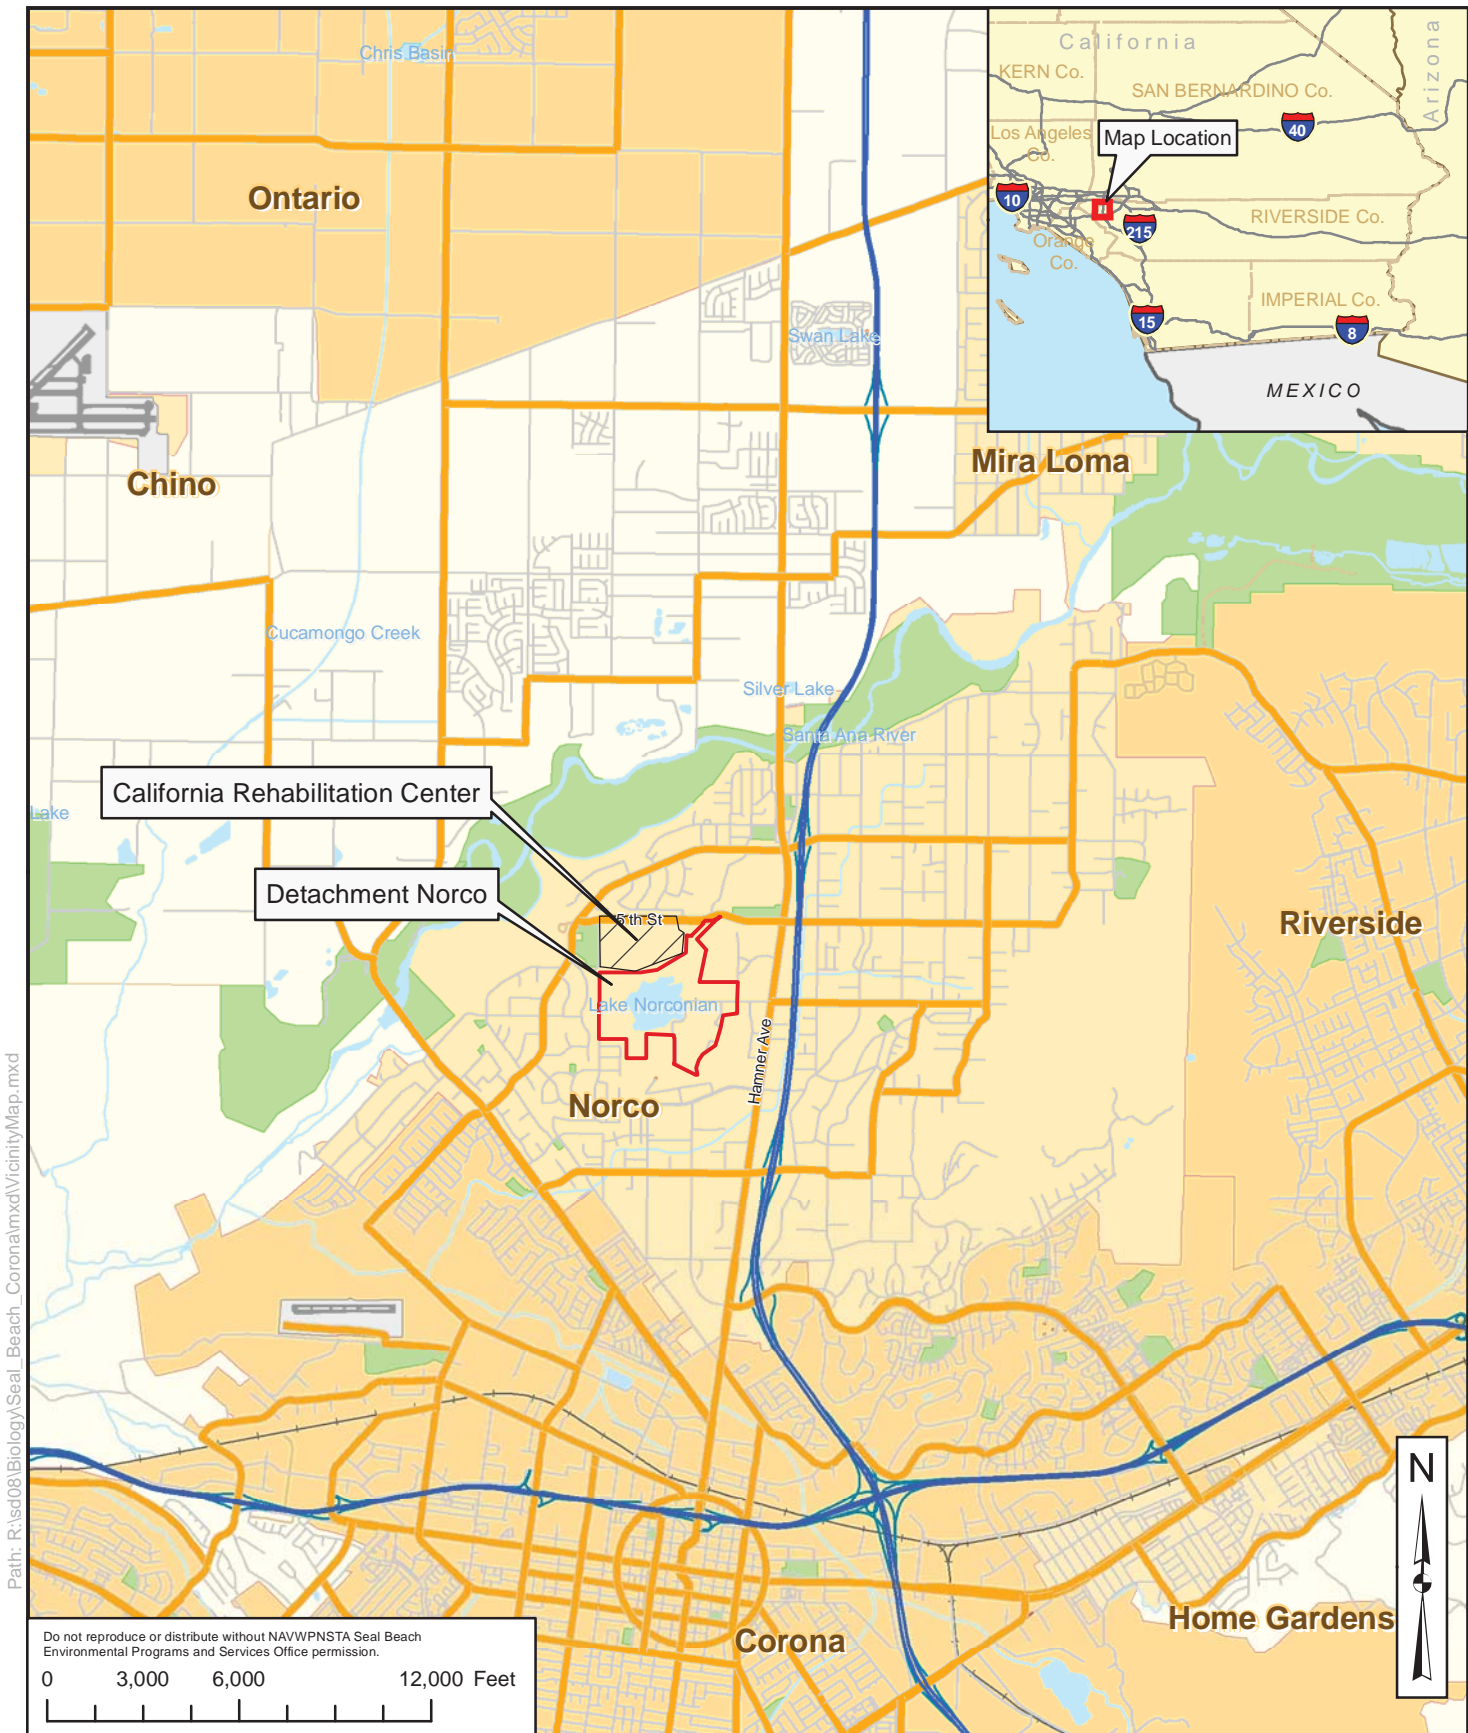 Chris Basin
California
Arizona
KERN Co.
SAN BERNARDINO Co.
Los Angeles
Co.
Map Location
40
10
RIVERSIDE Co.
215
Orange
Co.
IMPERIAL Co.
15
8
MEXICO
Ontario
Swan Lake
Mira Loma
Chino
Cucamongo Creek
Silver Lake
Santa Ana River
California Rehabilitation Center
Lake
Detachment Norco
5 th St
Riverside
Lake Norconian
Hamner Ave
Norco
Path: R:\sd08\Biology\Seal_Beach_Corona\mxd\VicinityMap.mxd
N
Home Gardens
Corona
Do not reproduce or distribute without NAVWPNSTA Seal Beach
Environmental Programs and Services Office permission.
0 3,000 6,000 12,000 Feet